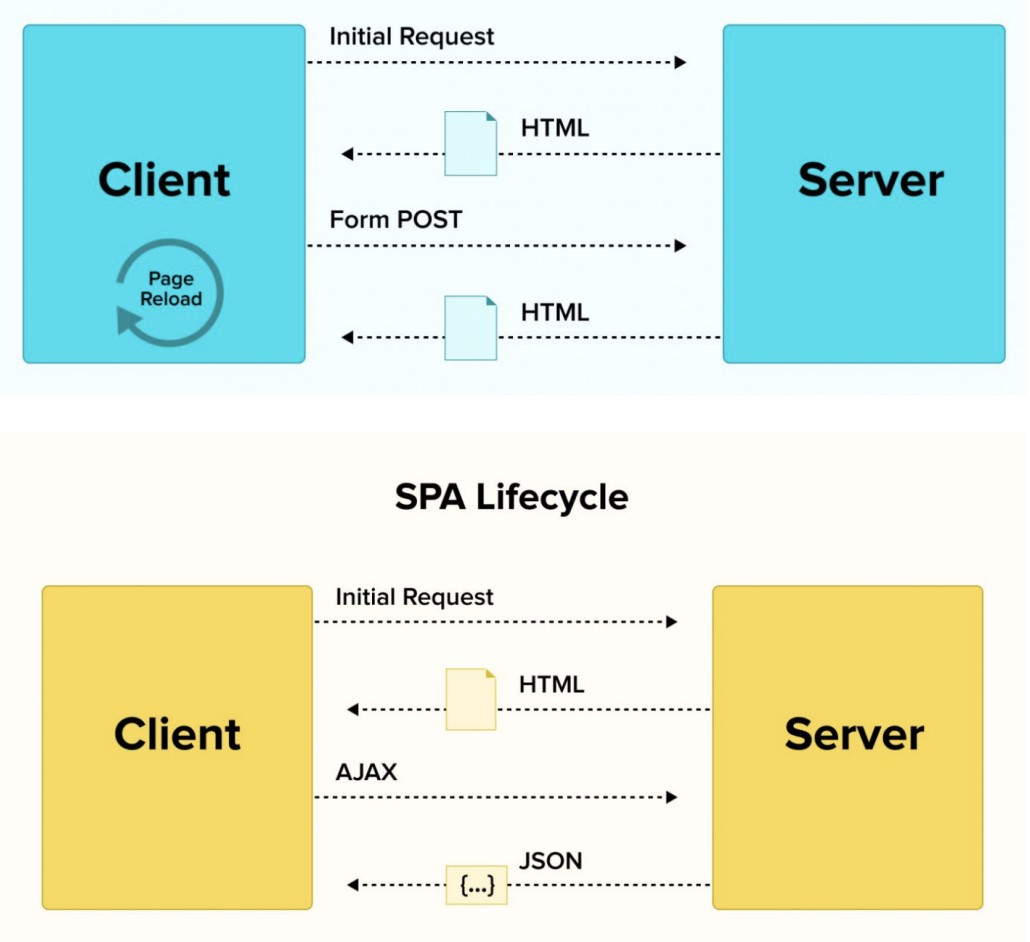 Initial Request
HTML
Client
Server
Form POST
Page
Reload
HTML
SPA Lifecycle
Initial Request
HTML
Client
Server
AJAX
JSON
{...}